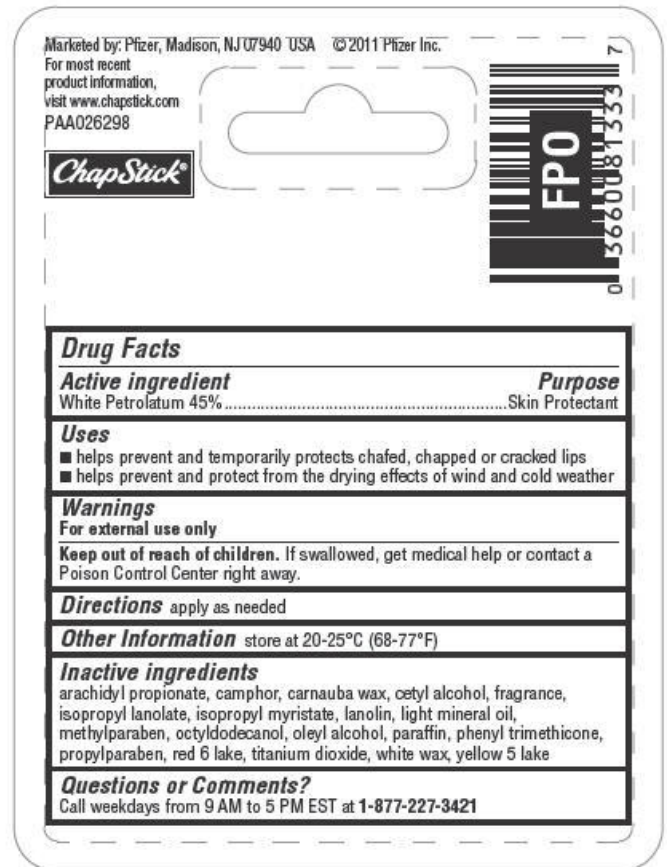 Marketed by: Pfizer, Madison, NJ 07940 USA © 2011 Pfizer Inc.
For most recent
product information,
visit www.chapstick.com
PAA026298
ChapStick®
FPO
0 36600 81333 7
Drug Facts
Active ingredient Purpose
White Petrolatum 45%..............................................................Skin Protectant
Uses
■ helps prevent and temporarily protects chafed, chapped or cracked lips
■ helps prevent and protect from the drying effects of wind and cold weather
Warnings
For external use only
Keep out of reach of children. If swallowed, get medical help or contact a
Poison Control Center right away.
Directions apply as needed
Other Information store at 20-25°C (68-77°F)
Inactive ingredients
arachidyl propionate, camphor, carnauba wax, cetyl alcohol, fragrance,
isopropyl lanolate, isopropyl myristate, lanolin, light mineral oil,
methylparaben, octyldodecanol, oleyl alcohol, paraffin, phenyl trimethicone,
propylparaben, red 6 lake, titanium dioxide, white wax, yellow 5 lake
Questions or Comments?
Call weekdays from 9 AM to 5 PM EST at 1-877-227-3421